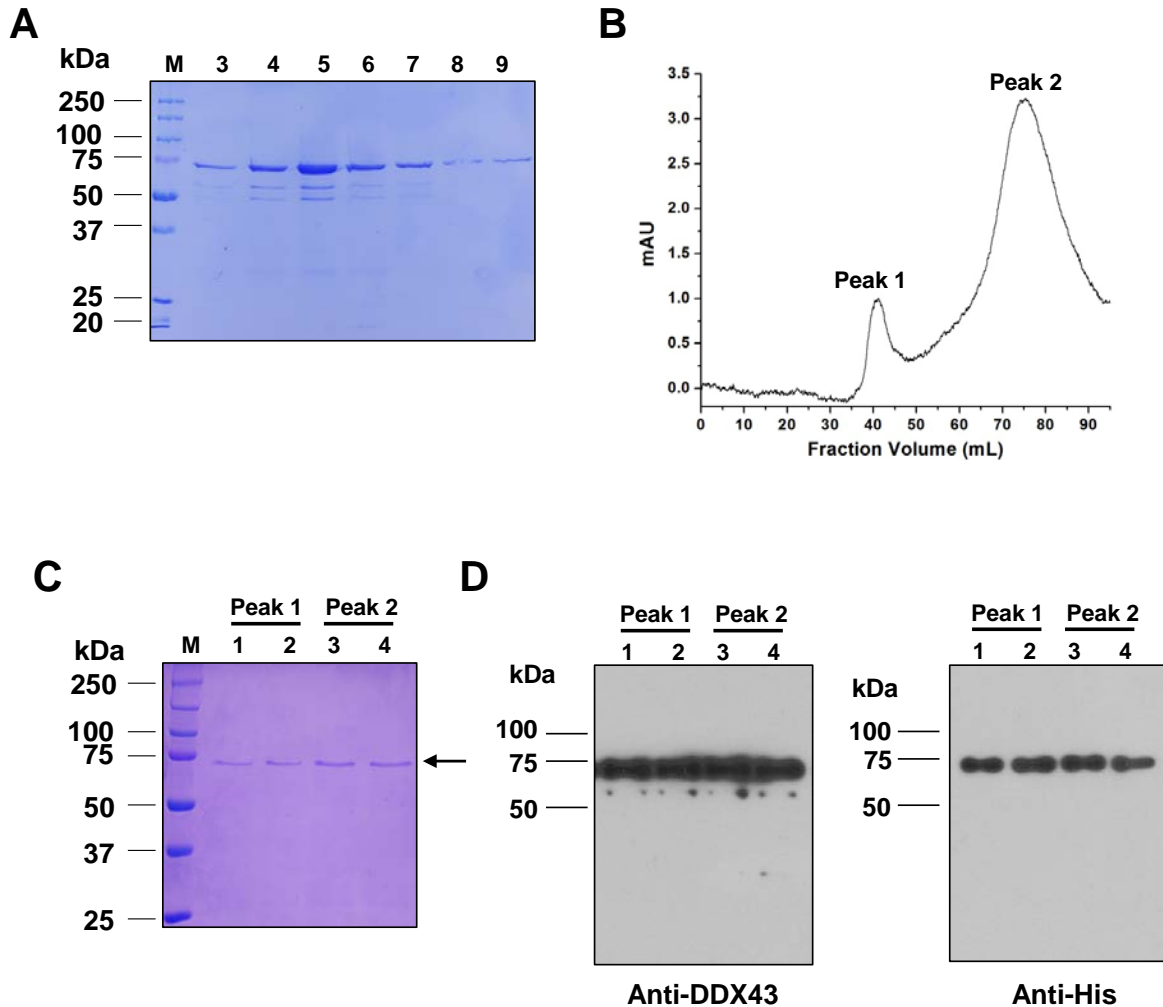 A
kDa
M 3 4 5 6 7 8 9
250
100
75
50
37
25
20
B
3.5
3.0
2.5
2.0
1.5
1.0
0.5
0.0
mAU
Peak 1
Peak 2
0 10 20 30 40 50 60 70 80 90
Fraction Volume (mL)
C
Peak 1 Peak 2
kDa
M 1 2 3 4
250
100
75
50
37
25
D
Peak 1 Peak 2
1 2 3 4
kDa
100
75
50
Anti-DDX43
Peak 1 Peak 2
1 2 3 4
kDa
100
75
50
Anti-His